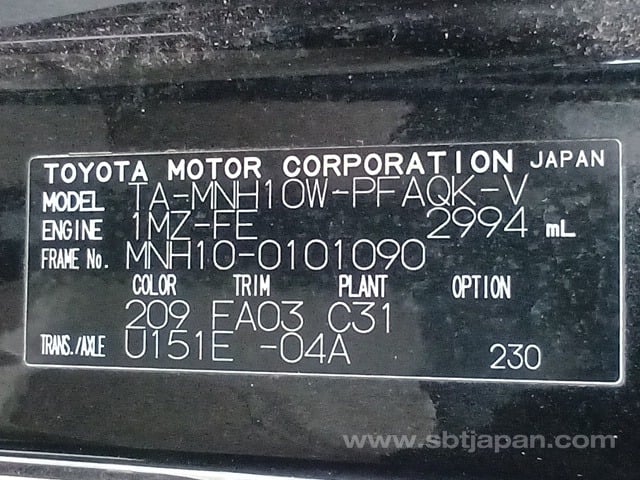 TOYOTA MOTOR CORPORATION JAPAN
MODEL TA-MNH10W-PFAQK-V
ENGINE 1MZ-FE 2994 mL
FRAME No. MNH10-0101090
COLOR TRIM PLANT OPTION
209 FA03 C31
TRANS./AXLE U151E -04A 230
www.sbtjapan.com